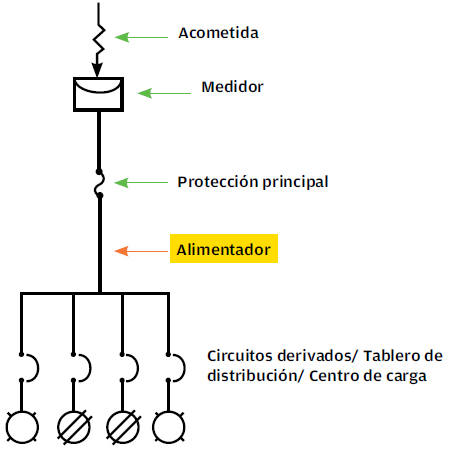 Acometida
Medidor
Protección principal
Alimentador
Circuitos derivados/ Tablero de
distribución/ Centro de carga